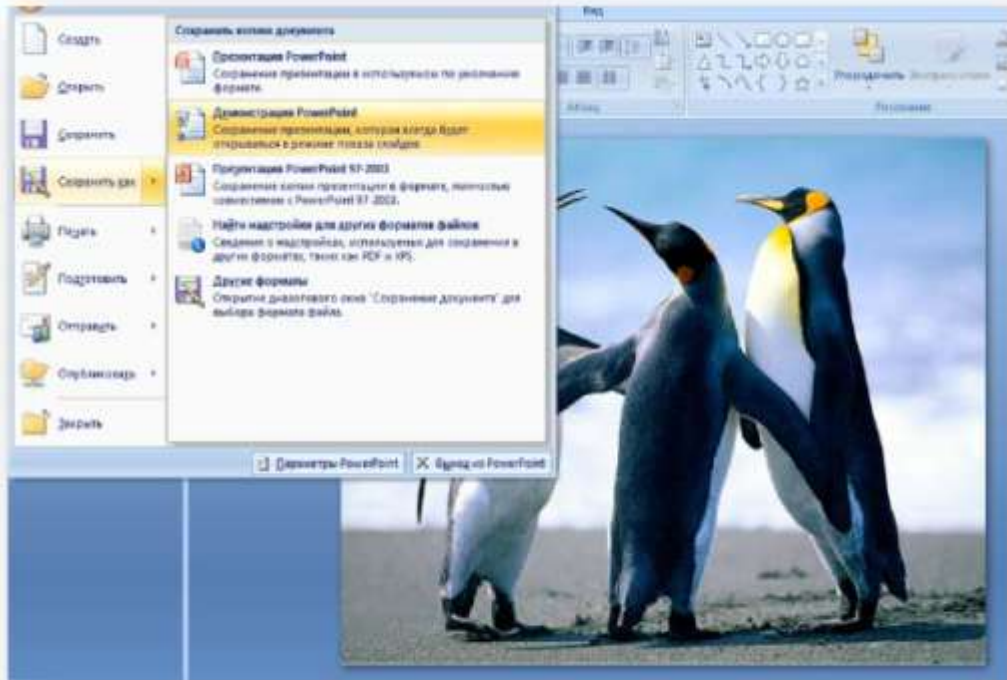 Вид
Создать
Открыть
Сохранить
Сохранить как
Печать
Подготовить
Отправить
Опубликовать
Закрыть
Сохранить копию документа
Презентация PowerPoint
Сохранение презентации в используемом по умолчанию
формате.
Демонстрация PowerPoint
Сохранение презентации, которая всегда будет
открываться в режиме показа слайдов.
Презентация PowerPoint 97-2003
Сохранение копии презентации в формате, полностью
совместимом с PowerPoint 97-2003.
Найти надстройки для других форматов файлов
Сведения о надстройках, используемых для сохранения в
других форматах, таких как PDF и XPS.
Другие форматы
Открытие диалогового окна "Сохранение документа" для
выбора формата файла.
Параметры PowerPoint
Выход из PowerPoint
Абзац
Упорядочить
Экспресс-стили
Рисование